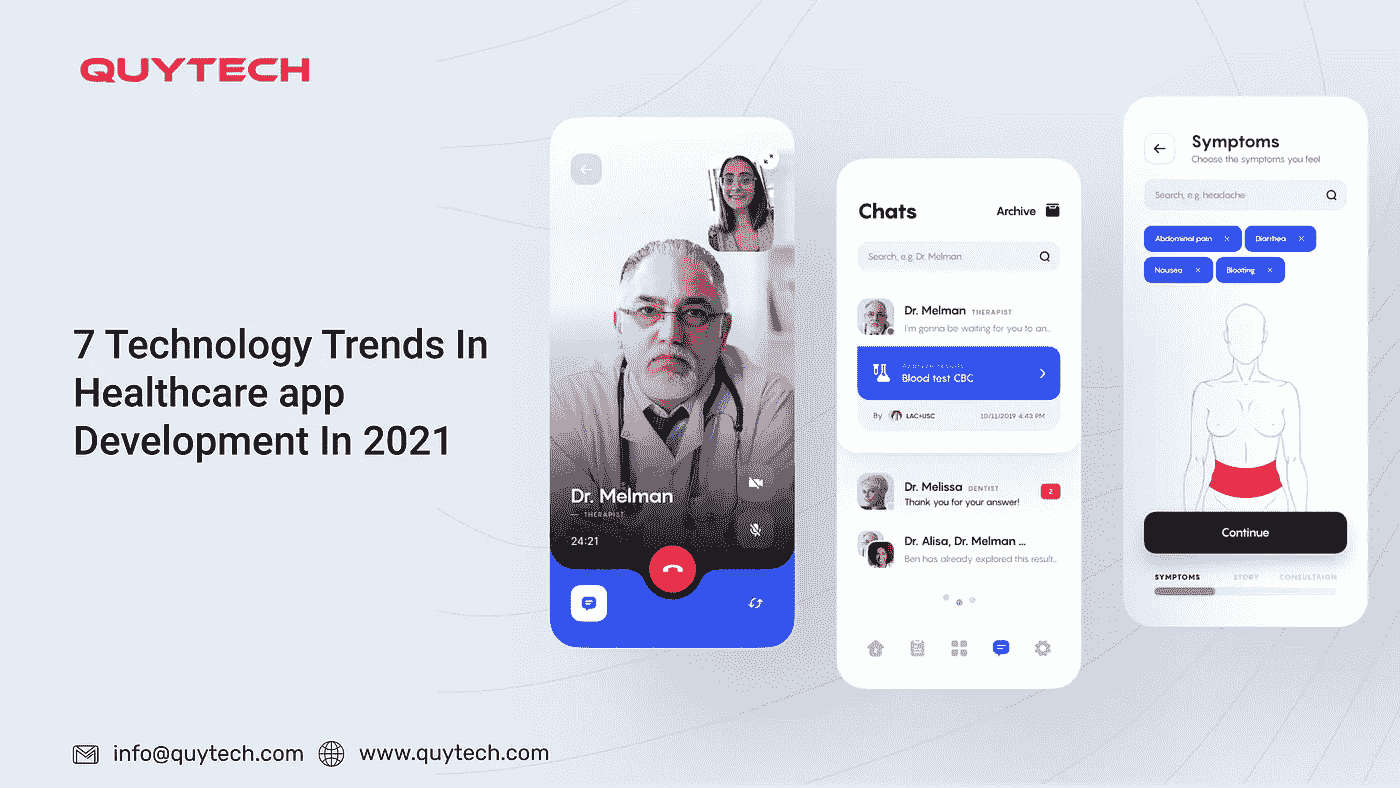 QUYTECH
7 Technology Trends In
Healthcare app
Development In 2021
info@quytech.com
www.quytech.com
Dr. Melman
THERAPIST
24:21
Chats
Archive
Search, e.g. Dr. Melman
Dr. Melman THERAPIST
I'm gonna be waiting for you to an...
Blood test CBC
By LAC+USC 10/11/2019 4:43 PM
Dr. Melissa DENTIST
Thank you for your answer!
2
Dr. Alisa, Dr. Melman ...
Ben has already explored this result...
Symptoms
Choose the symptoms you feel
Search, e.g. headache
Abdominal pain × Diarrhea ×
Nausea × Bloating ×
Continue
SYMPTOMS STORY CONSULTAIGN